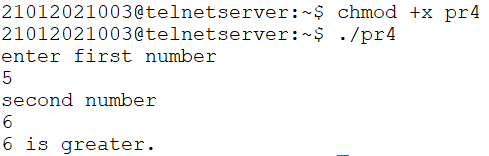 21012021003@telnetserver:~$ chmod +x pr4
21012021003@telnetserver:~$ ./pr4
enter first number
5
second number
6
6 is greater.